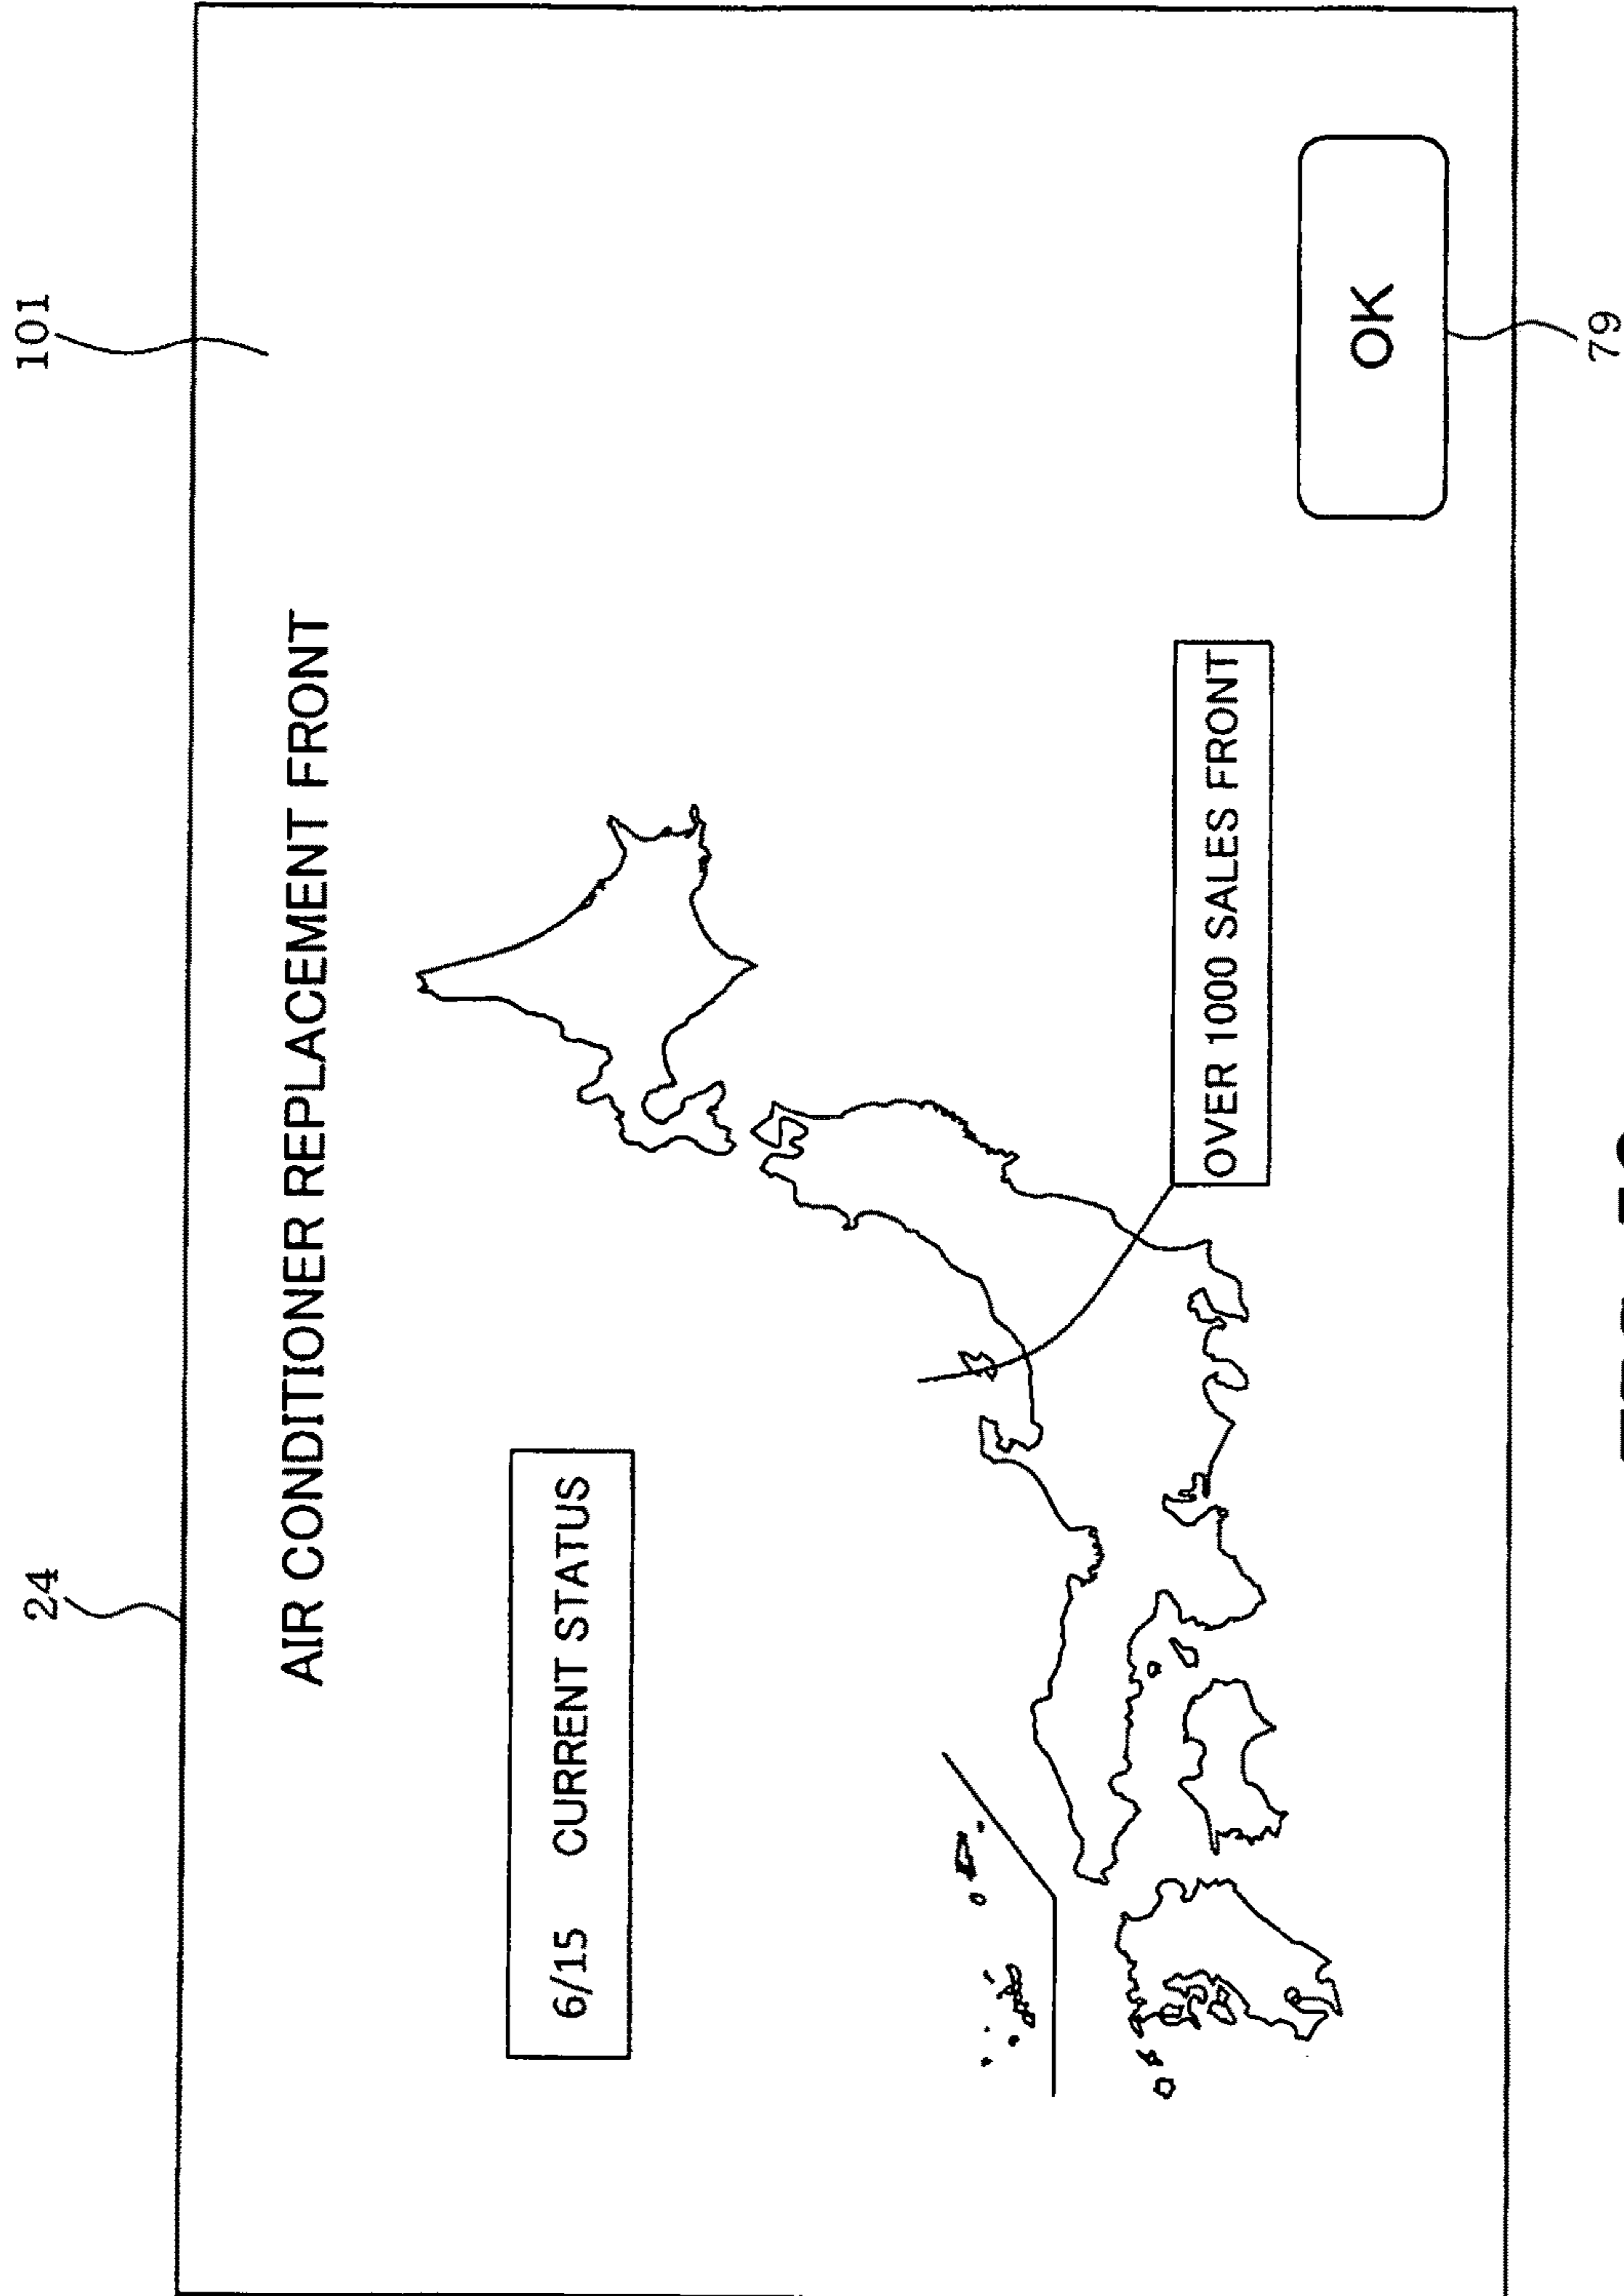 24
101
AIR CONDITIONER REPLACEMENT FRONT
6/15 CURRENT STATUS
OVER 1000 SALES FRONT
OK
79